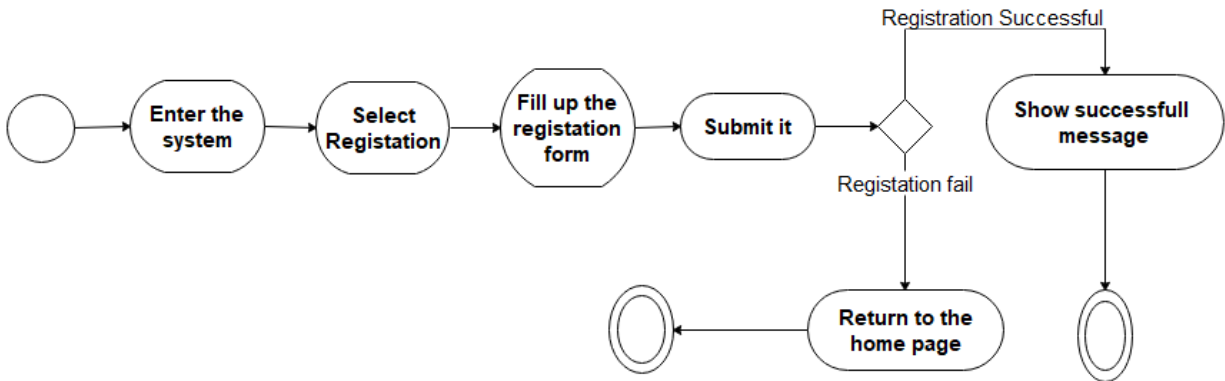 Registration Successful
Enter the
system
Select
Registation
Fill up the
registation
form
Submit it
Show successfull
message
Registation fail
Return to the
home page